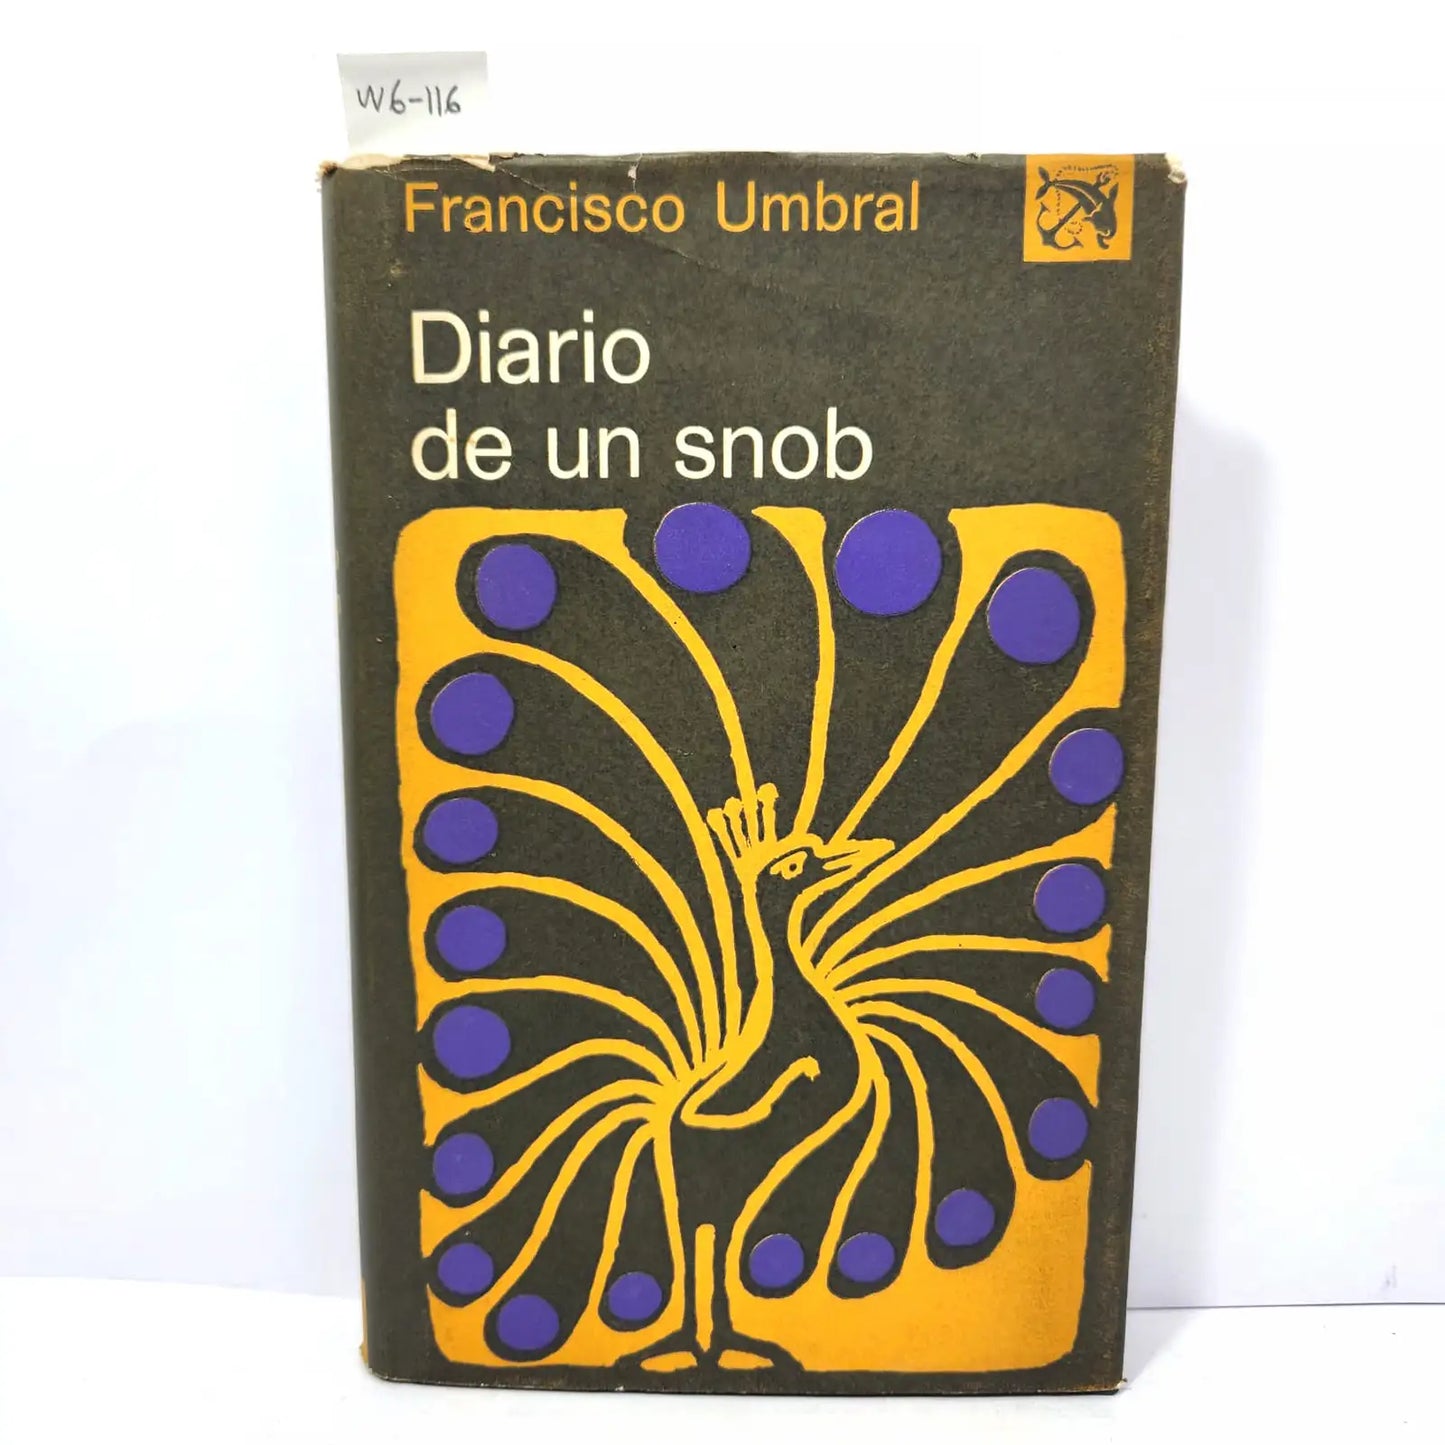 W6-116
Francisco Umbral
Diario
de un snob